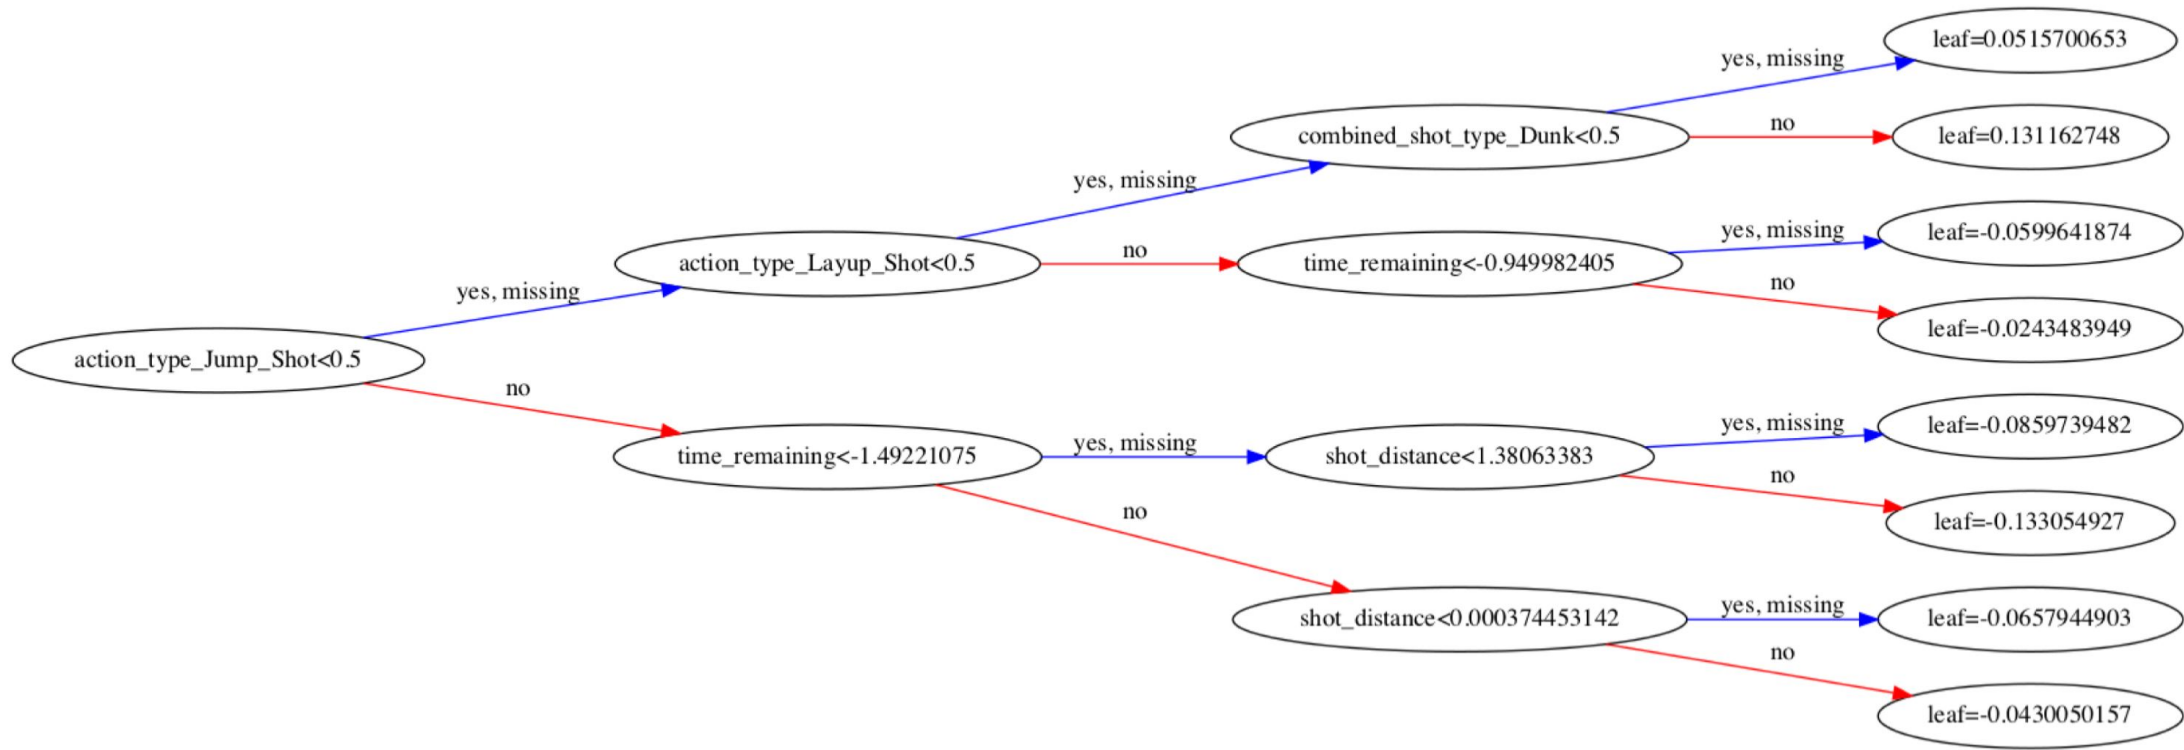 leaf=0.0515700653
yes, missing
combined_shot_type_Dunk<0.5
no
leaf=0.131162748
yes, missing
action_type_Layup_Shot<0.5
no
time_remaining<-0.949982405
yes, missing
leaf=-0.0599641874
no
leaf=-0.0243483949
yes, missing
action_type_Jump_Shot<0.5
no
time_remaining<-1.49221075
yes, missing
shot_distance<1.38063383
yes, missing
leaf=-0.0859739482
no
leaf=-0.133054927
no
shot_distance<0.000374453142
yes, missing
leaf=-0.0657944903
no
leaf=-0.0430050157